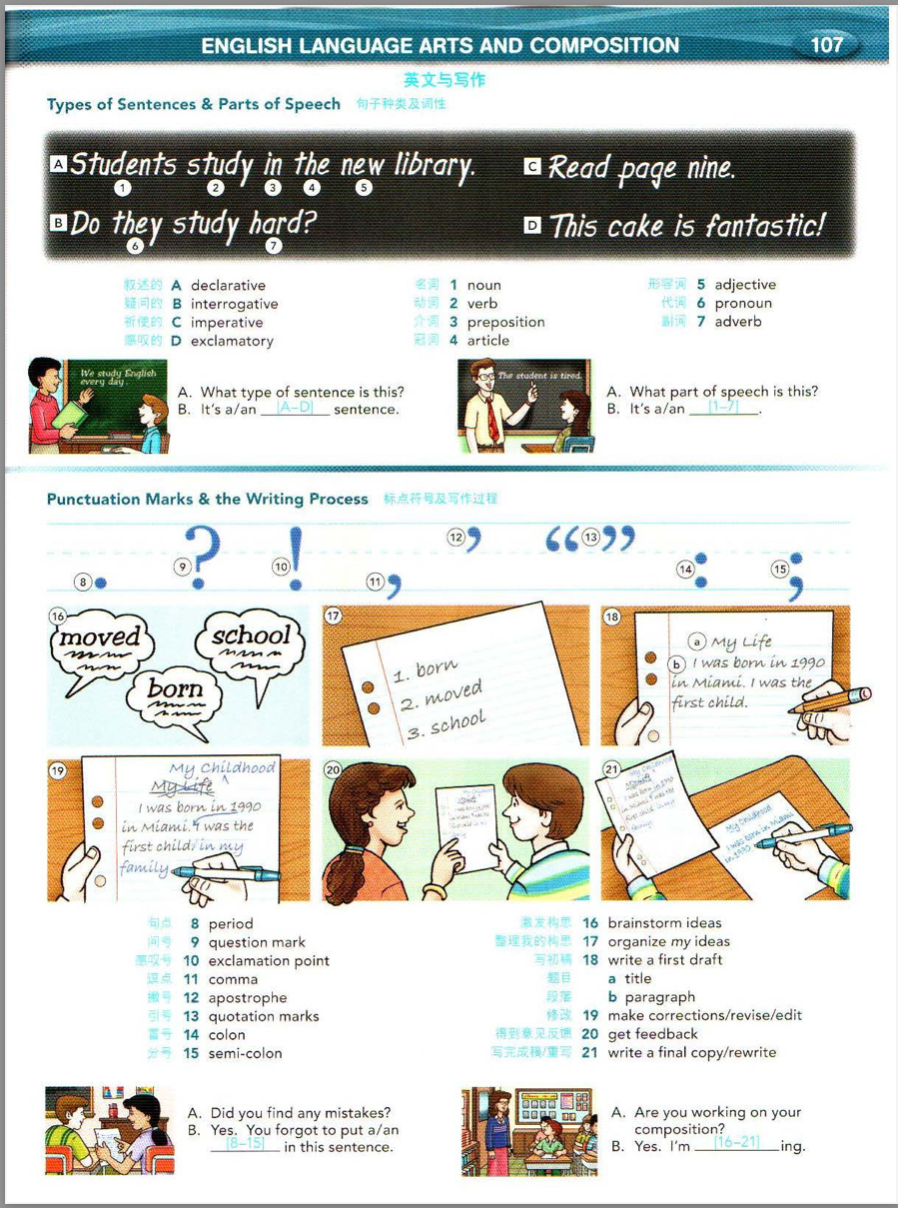 ENGLISH LANGUAGE ARTS AND COMPOSITION 107
英文与写作
Types of Sentences & Parts of Speech 句子种类及词性
A Students study in the new library.
1 2 3 4 5
B Do they study hard?
6 7
C Read page nine.
D This cake is fantastic!
叙述的 A declarative
疑问的 B interrogative
祈使的 C imperative
感叹的 D exclamatory
名词 1 noun
动词 2 verb
介词 3 preposition
冠词 4 article
形容词 5 adjective
代词 6 pronoun
副词 7 adverb
We study English
every day.
A. What type of sentence is this?
B. It's a/an [A–D] sentence.
The student is tired.
A. What part of speech is this?
B. It's a/an [1–7].
Punctuation Marks & the Writing Process 标点符号及写作过程
8 . 9 ? 10 ! 11 , 12 ’ 13 “ ” 14 : 15 ;
16
moved
school
born
17
1. born
2. moved
3. school
18
a My Life
b I was born in 1990
in Miami. I was the
first child.
19
My Childhood
My Life
I was born in 1990
in Miami. I was the
first child in my
family
20
21
My Childhood
I was born in Miami
in 1990
句点 8 period
问号 9 question mark
感叹号 10 exclamation point
逗点 11 comma
撇号 12 apostrophe
引号 13 quotation marks
冒号 14 colon
分号 15 semi-colon
激发构思 16 brainstorm ideas
整理我的构思 17 organize my ideas
写初稿 18 write a first draft
题目 a title
段落 b paragraph
修改 19 make corrections/revise/edit
得到意见反馈 20 get feedback
写完成稿/重写 21 write a final copy/rewrite
A. Did you find any mistakes?
B. Yes. You forgot to put a/an
[8–15] in this sentence.
A. Are you working on your
composition?
B. Yes. I'm [16–21] ing.